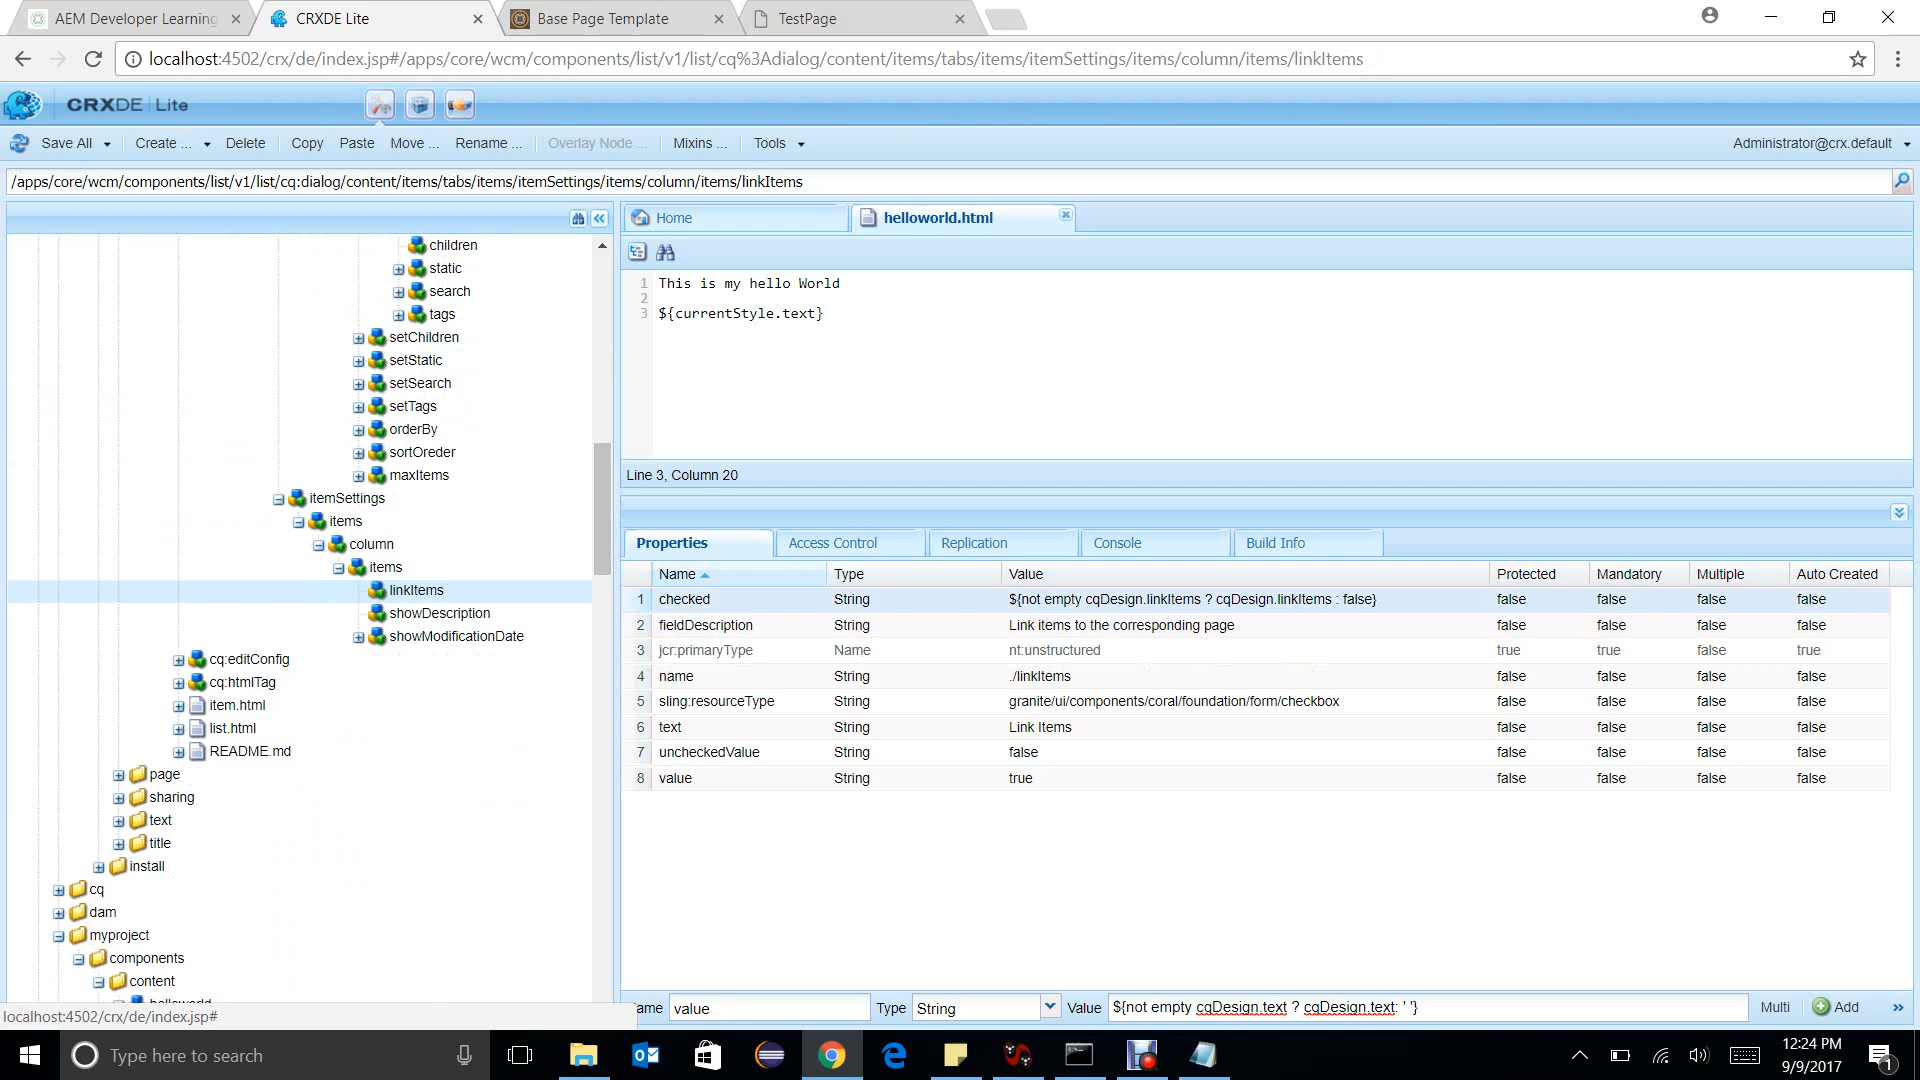 AEM Developer Learning
CRXDE Lite
Base Page Template
TestPage
localhost:4502/crx/de/index.jsp#/apps/core/wcm/components/list/v1/list/cq%3Adialog/content/items/tabs/items/itemSettings/items/column/items/linkItems
CRXDE Lite
Save All Create ... Delete Copy Paste Move ... Rename ... Overlay Node ... Mixins ... Tools Administrator@crx.default
/apps/core/wcm/components/list/v1/list/cq:dialog/content/items/tabs/items/itemSettings/items/column/items/linkItems
children
static
search
tags
setChildren
setStatic
setSearch
setTags
orderBy
sortOreder
maxItems
itemSettings
items
column
items
linkItems
showDescription
showModificationDate
cq:editConfig
cq:htmlTag
item.html
list.html
README.md
page
sharing
text
title
install
cq
dam
myproject
components
content
helloworld
localhost:4502/crx/de/index.jsp#
Home
helloworld.html
1 This is my hello World
2
3 ${currentStyle.text}
Line 3, Column 20
Properties Access Control Replication Console Build Info
Name Type Value Protected Mandatory Multiple Auto Created
1 checked String ${not empty cqDesign.linkItems ? cqDesign.linkItems : false} false false false false
2 fieldDescription String Link items to the corresponding page false false false false
3 jcr:primaryType Name nt:unstructured true true false true
4 name String ./linkItems false false false false
5 sling:resourceType String granite/ui/components/coral/foundation/form/checkbox false false false false
6 text String Link Items false false false false
7 uncheckedValue String false false false false false
8 value String true false false false false
ame value Type String Value ${not empty cqDesign.text ? cqDesign.text: ' '} Multi Add
Type here to search
12:24 PM
9/9/2017
1